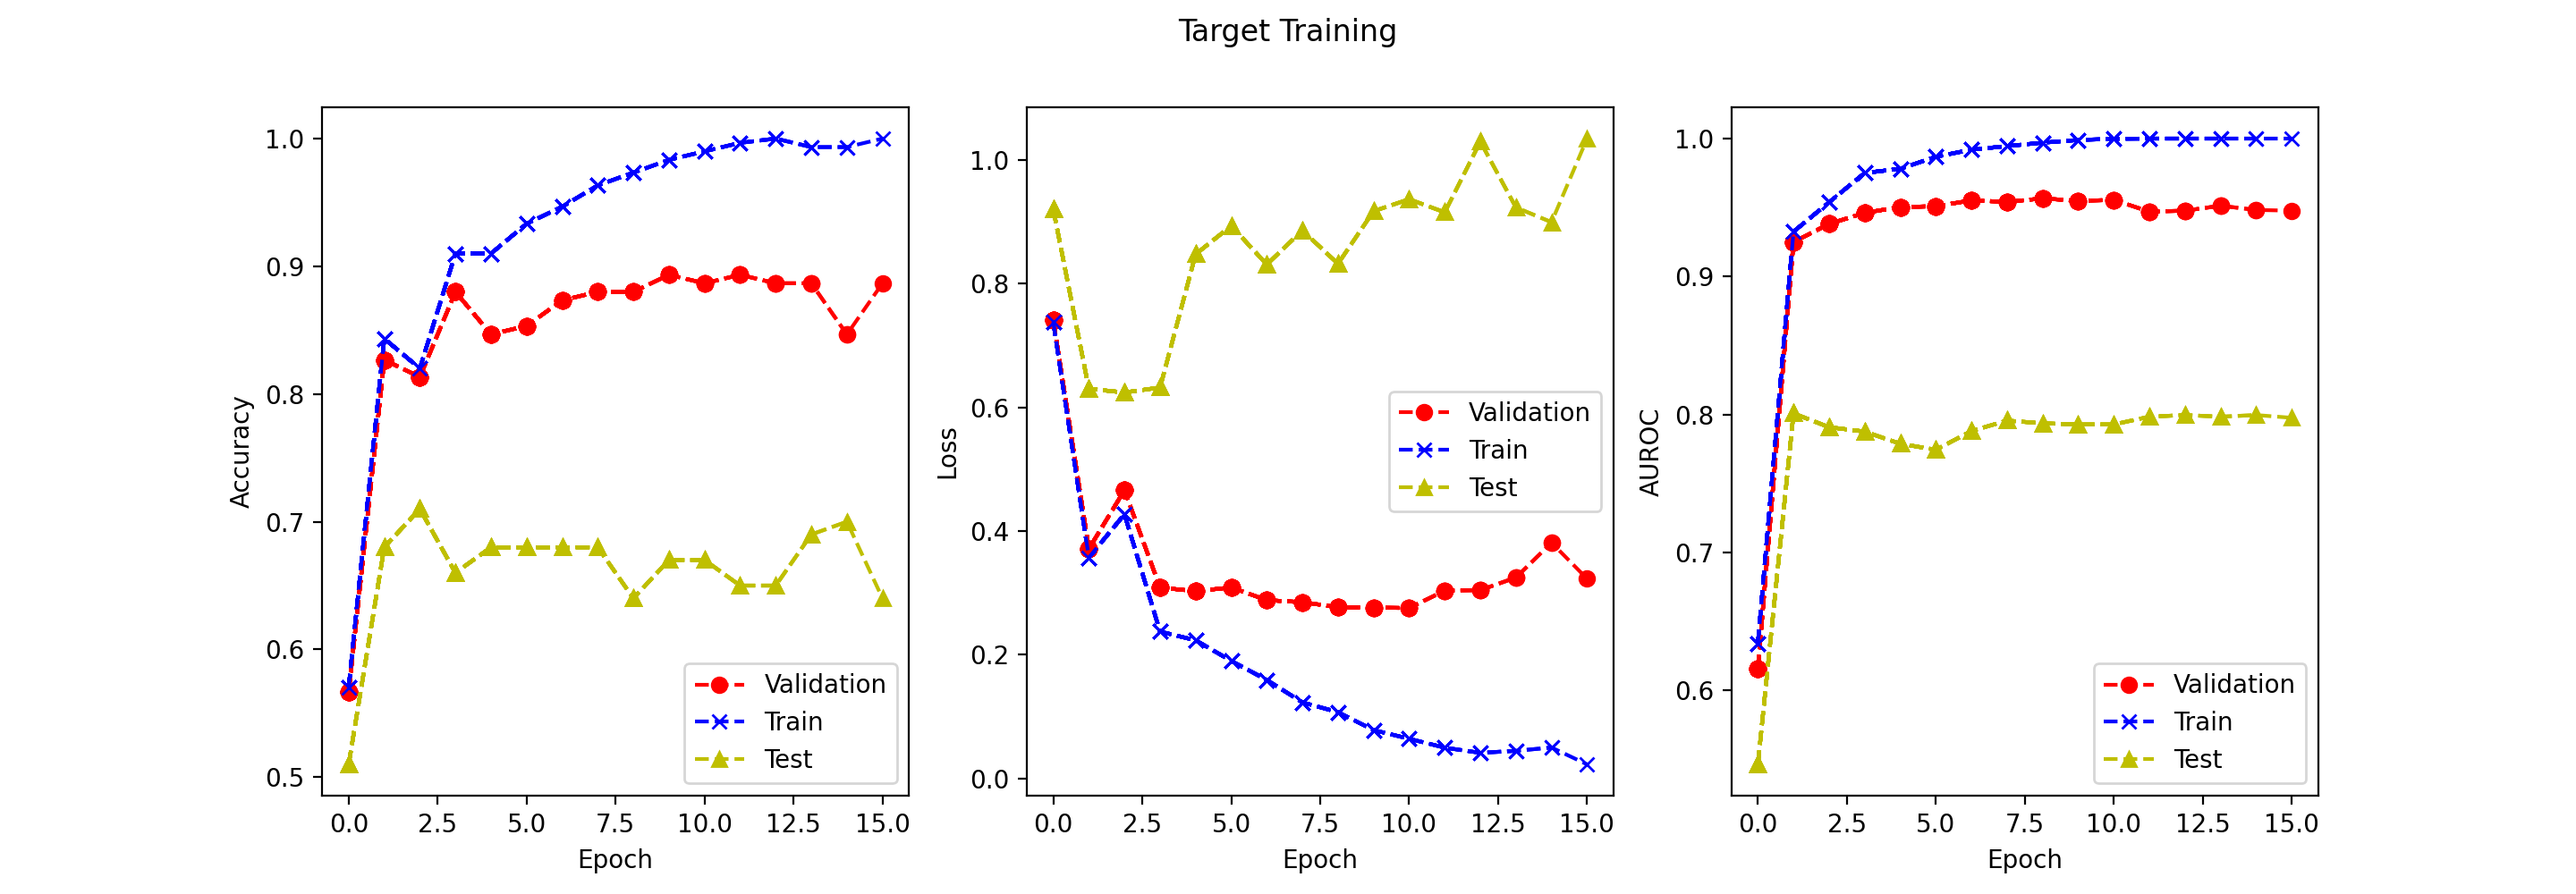 Target Training
Accuracy
1.0
0.9
0.8
0.7
0.6
0.5
0.0 2.5 5.0 7.5 10.0 12.5 15.0
Epoch
Validation
Train
Test
Loss
1.0
0.8
0.6
0.4
0.2
0.0
0.0 2.5 5.0 7.5 10.0 12.5 15.0
Epoch
Validation
Train
Test
AUROC
1.0
0.9
0.8
0.7
0.6
0.0 2.5 5.0 7.5 10.0 12.5 15.0
Epoch
Validation
Train
Test